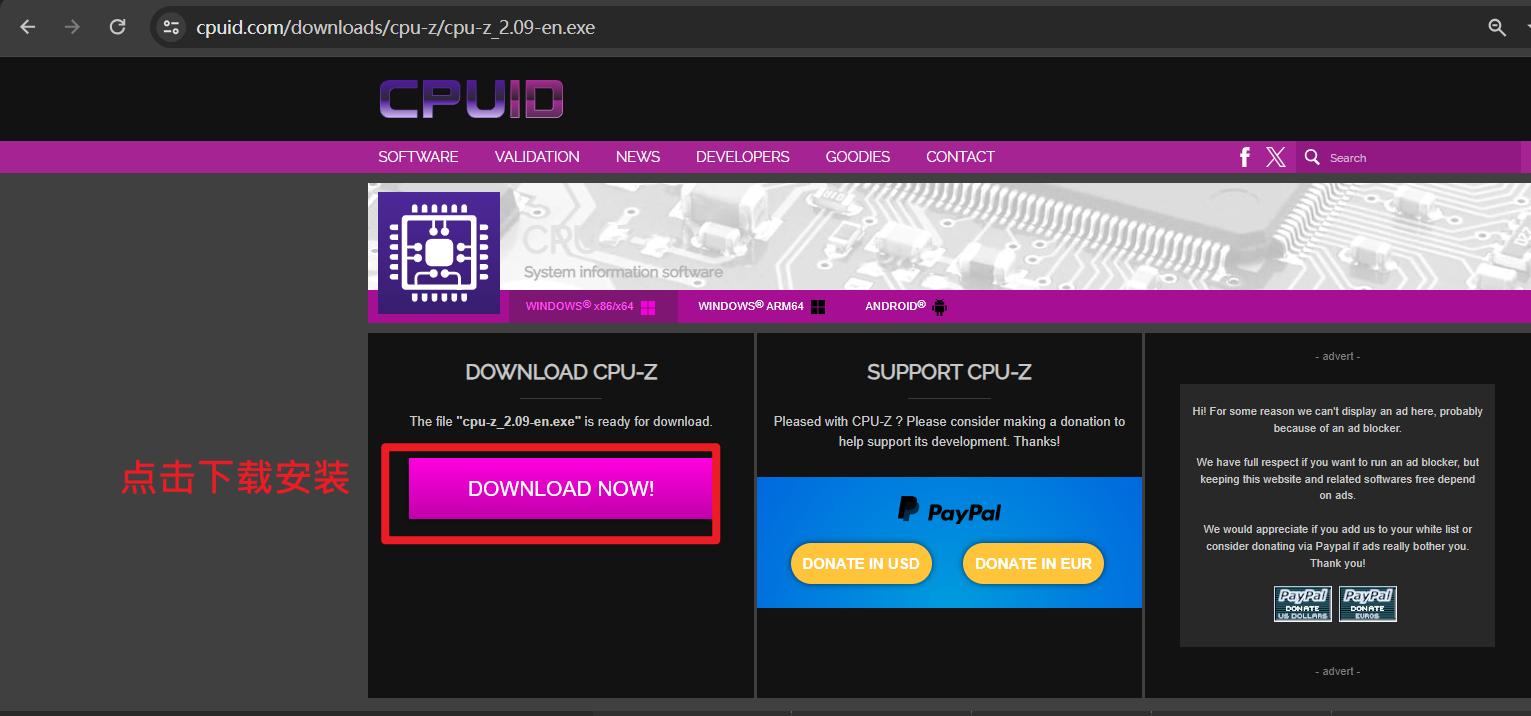 cpuid.com/downloads/cpu-z/cpu-z_2.09-en.exe
CPUID
SOFTWARE VALIDATION NEWS DEVELOPERS GOODIES CONTACT Search
CPU
System information software
WINDOWS® x86/x64 WINDOWS® ARM64 ANDROID®
DOWNLOAD CPU-Z
The file "cpu-z_2.09-en.exe" is ready for download.
点击下载安装
DOWNLOAD NOW!
SUPPORT CPU-Z
Pleased with CPU-Z ? Please consider making a donation to
help support its development. Thanks!
PayPal
DONATE IN USD DONATE IN EUR
- advert -
Hi! For some reason we can't display an ad here, probably
because of an ad blocker.
We have full respect if you want to run an ad blocker, but
keeping this website and related softwares free depend
on ads.
We would appreciate if you add us to your white list or
consider donating via Paypal if ads really bother you.
Thank you!
PayPal PayPal
DONATE DONATE
US DOLLARS EUROS
- advert -